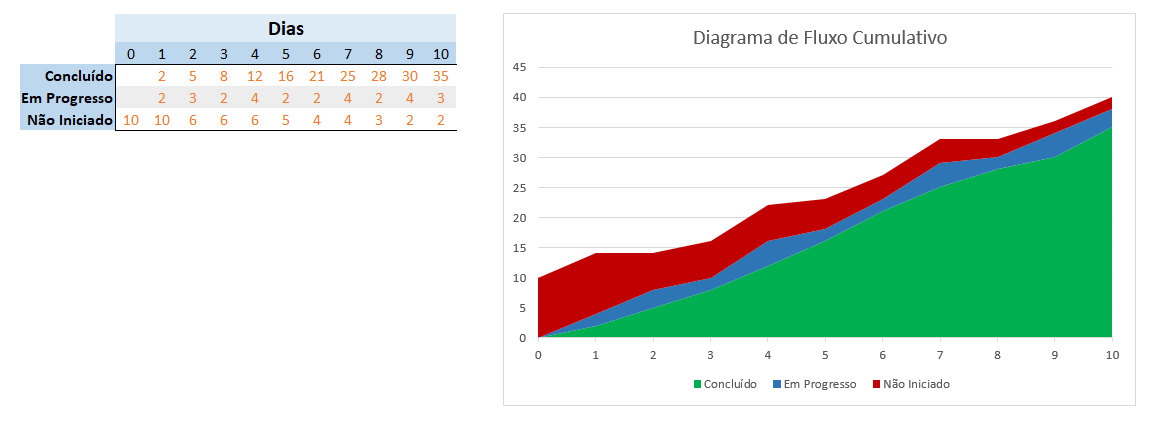 Dias
0 1 2 3 4 5 6 7 8 9 10
Concluído 2 5 8 12 16 21 25 28 30 35
Em Progresso 2 3 2 4 2 2 4 2 4 3
Não Iniciado 10 10 6 6 6 5 4 4 3 2 2
Diagrama de Fluxo Cumulativo
45
40
35
30
25
20
15
10
5
0
0 1 2 3 4 5 6 7 8 9 10
Concluído Em Progresso Não Iniciado